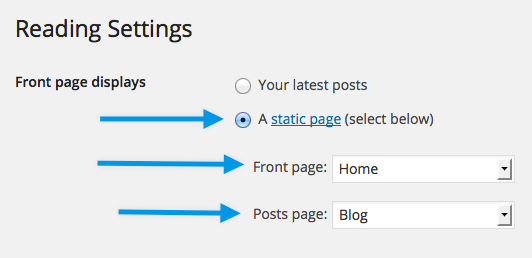 Reading Settings
Front page displays
Your latest posts
A static page (select below)
Front page: Home
Posts page: Blog